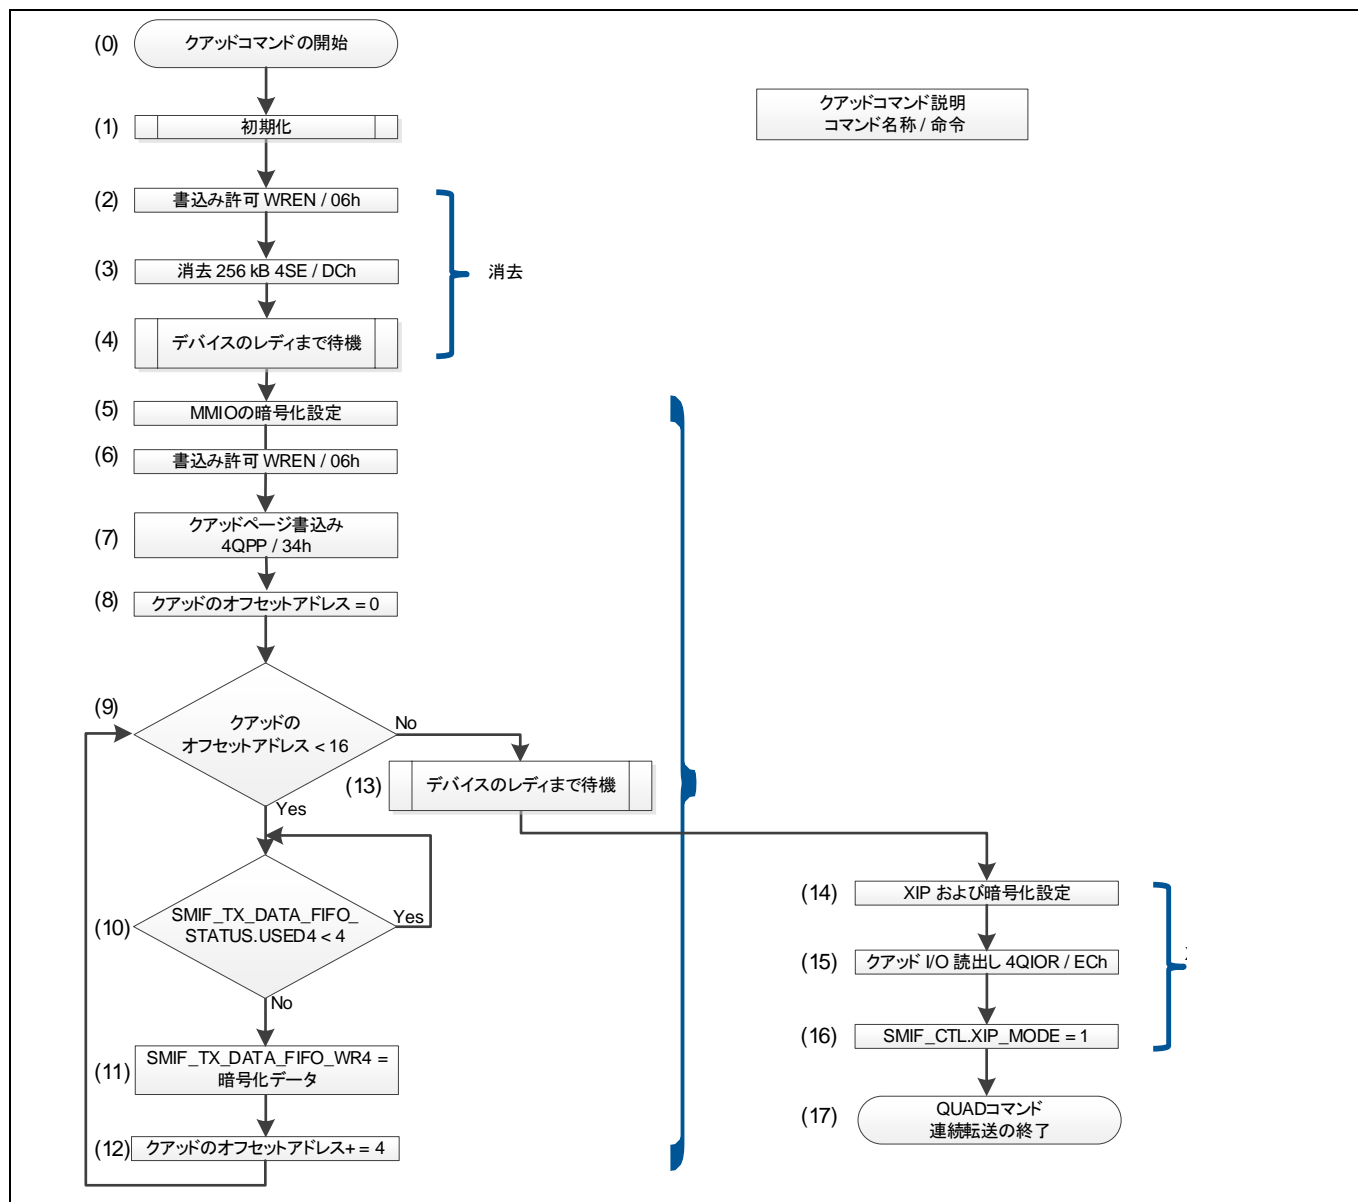 (0) クアッドコマンドの開始
クアッドコマンド説明
コマンド名称 / 命令
(1) 初期化
(2) 書込み許可 WREN / 06h
(3) 消去 256 kB 4SE / DCh
消去
(4) デバイスのレディまで待機
(5) MMIOの暗号化設定
(6) 書込み許可 WREN / 06h
(7) クアッドページ書込み
4QPP / 34h
(8) クアッドのオフセットアドレス = 0
(9) クアッドの
オフセットアドレス < 16
No
Yes
(10) SMIF_TX_DATA_FIFO_
STATUS.USED4 < 4
Yes
No
(11) SMIF_TX_DATA_FIFO_WR4 =
暗号化データ
(12) クアッドのオフセットアドレス+ = 4
(13) デバイスのレディまで待機
(14) XIP および暗号化設定
(15) クアッド I/O 読出し 4QIOR / ECh
(16) SMIF_CTL.XIP_MODE = 1
(17) QUADコマンド
連続転送の終了